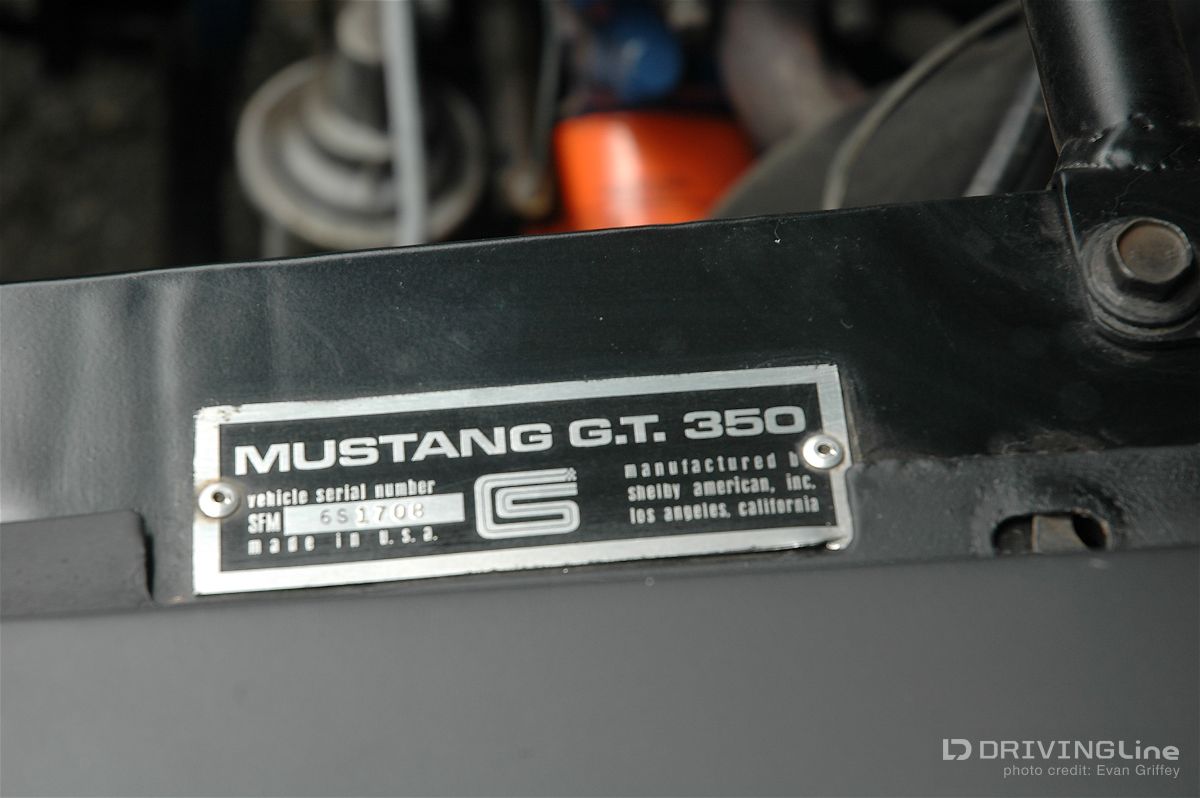 MUSTANG G.T. 350
vehicle serial number
SFM 6S1708
made in U.S.a.
CS
manufactured b
shelby american, inc.
los angeles, california
DRIVINGLine
photo credit: Evan Griffey